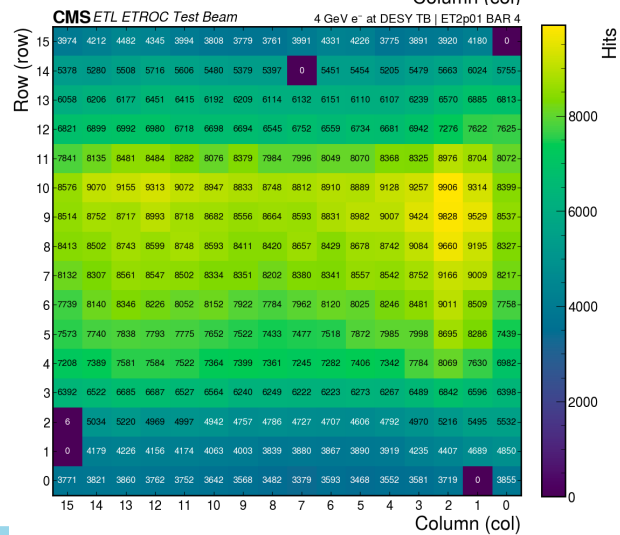 CMS ETL ETROC Test Beam 4 GeV e⁻ at DESY TB | ET2p01 BAR 4
Hits
Row (row)
15 3974 4212 4482 4345 3994 3808 3779 3761 3991 4331 4226 3775 3891 3920 4180 0
14 5378 5280 5508 5716 5606 5480 5379 5397 0 5451 5454 5205 5479 5663 6024 5755
13 6058 6206 6177 6451 6415 6192 6209 6114 6132 6151 6110 6107 6239 6570 6885 6813
12 6821 6899 6992 6980 6718 6698 6694 6545 6752 6559 6734 6681 6942 7276 7622 7625
11 7841 8135 8481 8484 8282 8076 8379 7984 7996 8049 8070 8368 8325 8976 8704 8072
10 8576 9070 9155 9313 9072 8947 8833 8748 8812 8910 8889 9128 9257 9906 9314 8399
9 8514 8752 8717 8993 8718 8682 8556 8664 8593 8831 8982 9007 9424 9828 9529 8537
8 8413 8502 8743 8599 8748 8593 8411 8420 8657 8429 8678 8742 9084 9660 9195 8327
7 8132 8307 8561 8547 8502 8334 8351 8202 8380 8341 8557 8542 8752 9166 9009 8217
6 7739 8140 8346 8226 8052 8152 7922 7784 7962 8120 8025 8246 8481 9011 8509 7758
5 7573 7740 7838 7793 7775 7652 7522 7433 7477 7518 7872 7985 7998 8695 8286 7439
4 7208 7389 7581 7584 7522 7364 7399 7361 7245 7282 7406 7342 7784 8069 7630 6982
3 6392 6522 6685 6687 6527 6564 6240 6249 6222 6223 6273 6267 6489 6842 6596 6398
2 6 5034 5220 4969 4997 4942 4757 4786 4727 4707 4606 4792 4970 5216 5495 5532
1 0 4179 4226 4156 4174 4063 4003 3839 3880 3867 3890 3919 4235 4407 4689 4850
0 3771 3821 3860 3762 3752 3642 3568 3482 3379 3593 3468 3552 3581 3719 0 3855
15 14 13 12 11 10 9 8 7 6 5 4 3 2 1 0
Column (col)
8000
6000
4000
2000
0